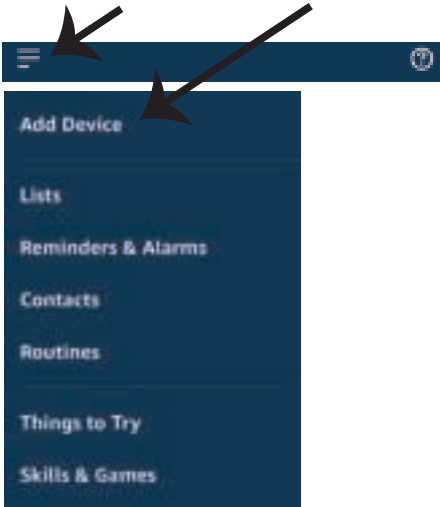 Add Device
Lists
Reminders & Alarms
Contacts
Routines
Things to Try
Skills & Games